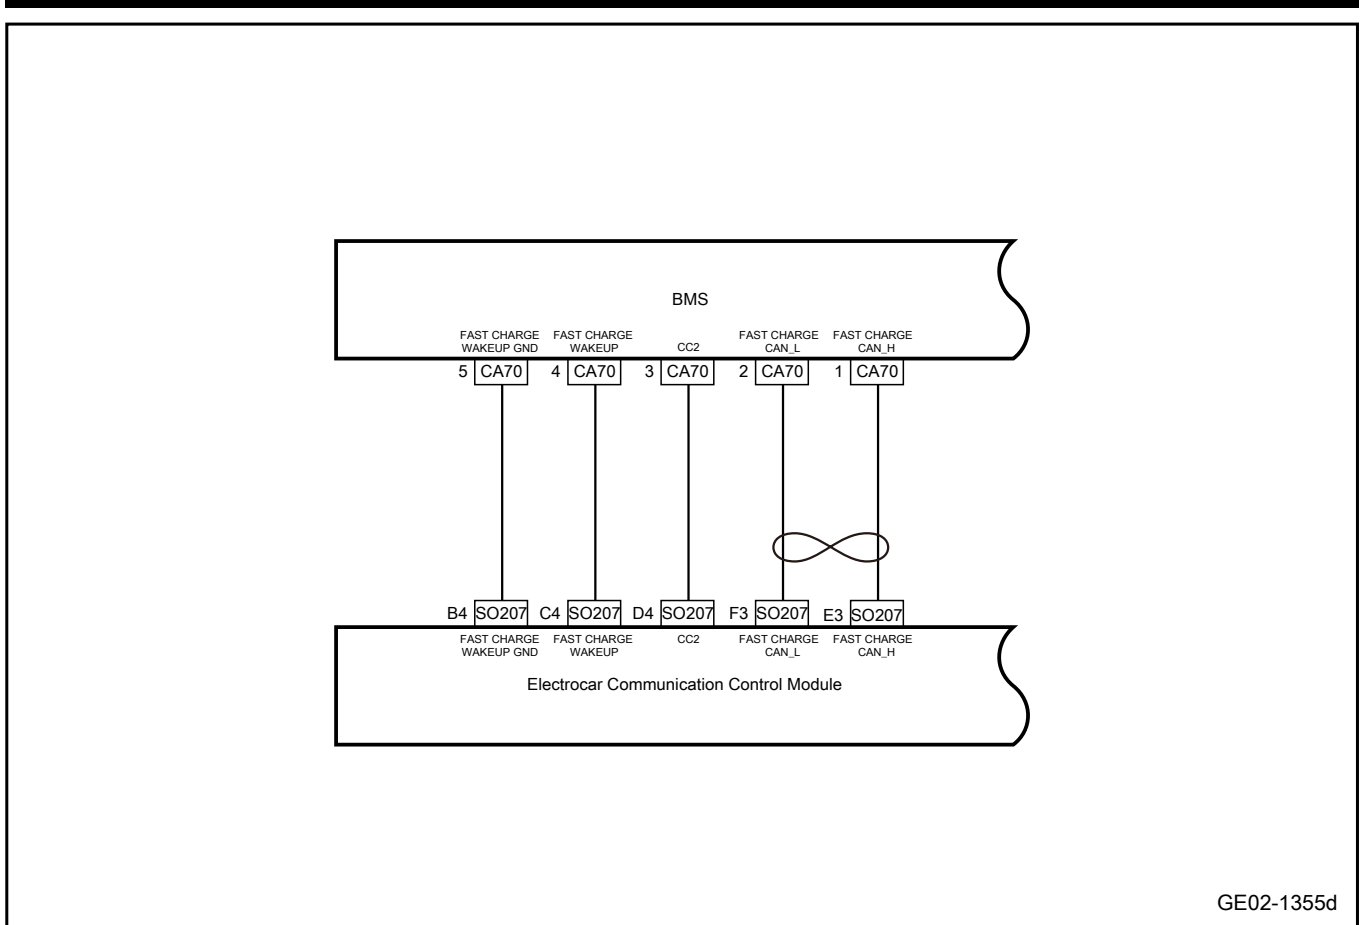 BMS
FAST CHARGE WAKEUP GND
FAST CHARGE WAKEUP
CC2
FAST CHARGE CAN_L
FAST CHARGE CAN_H
5 CA70 4 CA70 3 CA70 2 CA70 1 CA70
B4 SO207 C4 SO207 D4 SO207 F3 SO207 E3 SO207
FAST CHARGE WAKEUP GND
FAST CHARGE WAKEUP
CC2
FAST CHARGE CAN_L
FAST CHARGE CAN_H
Electrocar Communication Control Module
GE02-1355d